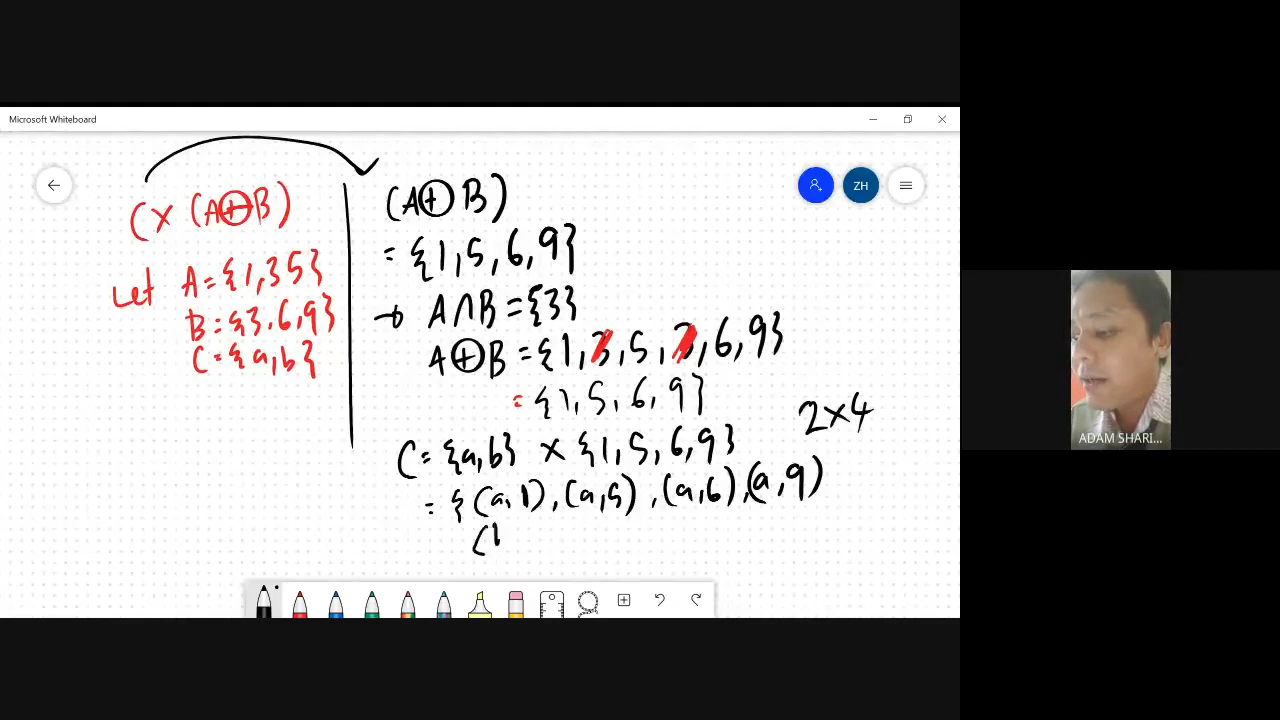 Microsoft Whiteboard
ZH
C × (A⊕B)
Let A = {1,3 5}
B = {3,6,9}
C = {a,b}
(A⊕B)
= {1,5,6,9}
→ A∩B = {3}
A⊕B = {1,3,5,3,6,9}
= {1,5,6,9}
2×4
C = {a,b} × {1,5,6,9}
= {(a,1),(a,5),(a,6),(a,9)
ADAM SHARI...